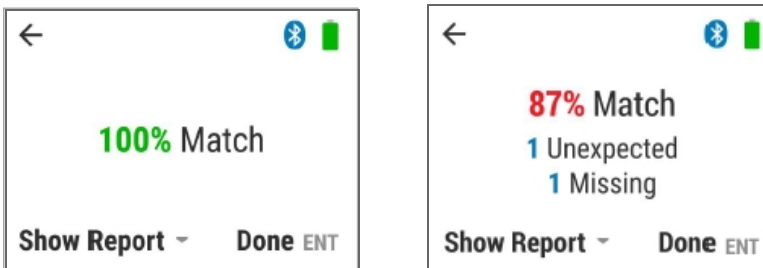 100% Match
Show Report Done ENT
87% Match
1 Unexpected
1 Missing
Show Report Done ENT